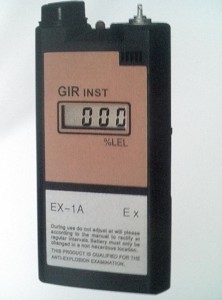 GIR INST
000
%LEL
EX-1A Ex
During use do not adjust at will please
according to the manual to rectify at
regular intervals.Battery must only be
changed in a non hazardous location.
THIS PRODUCT IS QUALIFIED FOR THE
ANTI-EXPLOSION EXAMINATION.